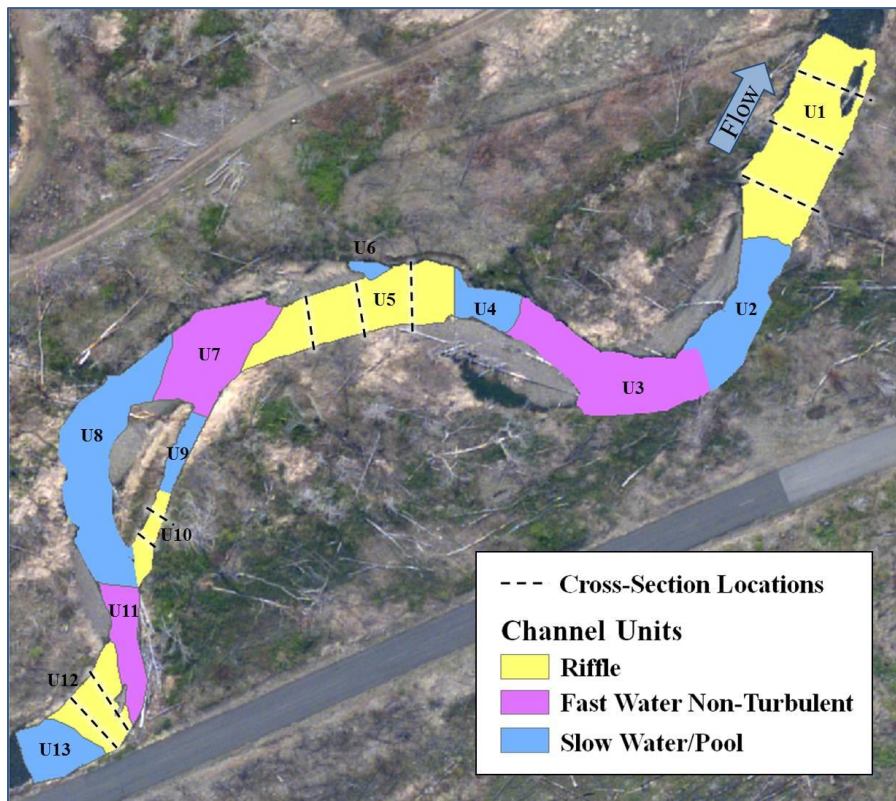 U1
Flow
U6
U5
U4
U2
U7
U3
U8
U9
U10
U11
U12
U13
Cross-Section Locations
Channel Units
Riffle
Fast Water Non-Turbulent
Slow Water/Pool